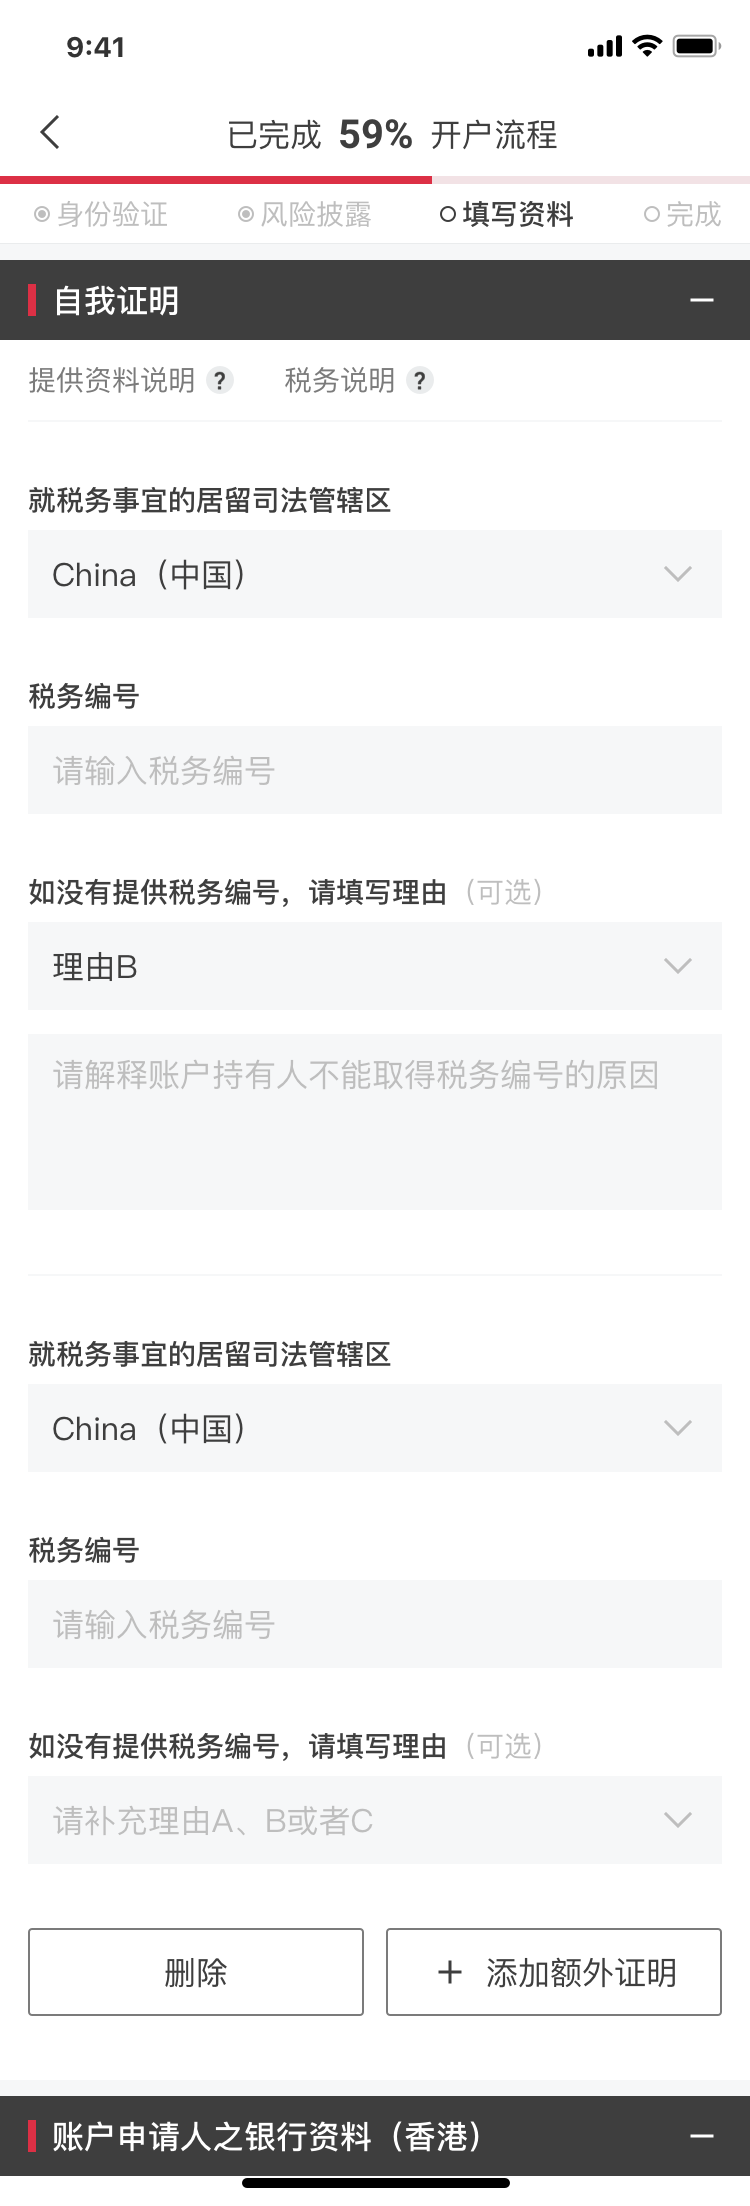 9:41
已完成 59% 开户流程
身份验证 风险披露 填写资料 完成
自我证明
提供资料说明 ? 税务说明 ?
就税务事宜的居留司法管辖区
China（中国）
税务编号
请输入税务编号
如没有提供税务编号，请填写理由（可选）
理由B
请解释账户持有人不能取得税务编号的原因
就税务事宜的居留司法管辖区
China（中国）
税务编号
请输入税务编号
如没有提供税务编号，请填写理由（可选）
请补充理由A、B或者C
删除 + 添加额外证明
账户申请人之银行资料（香港）